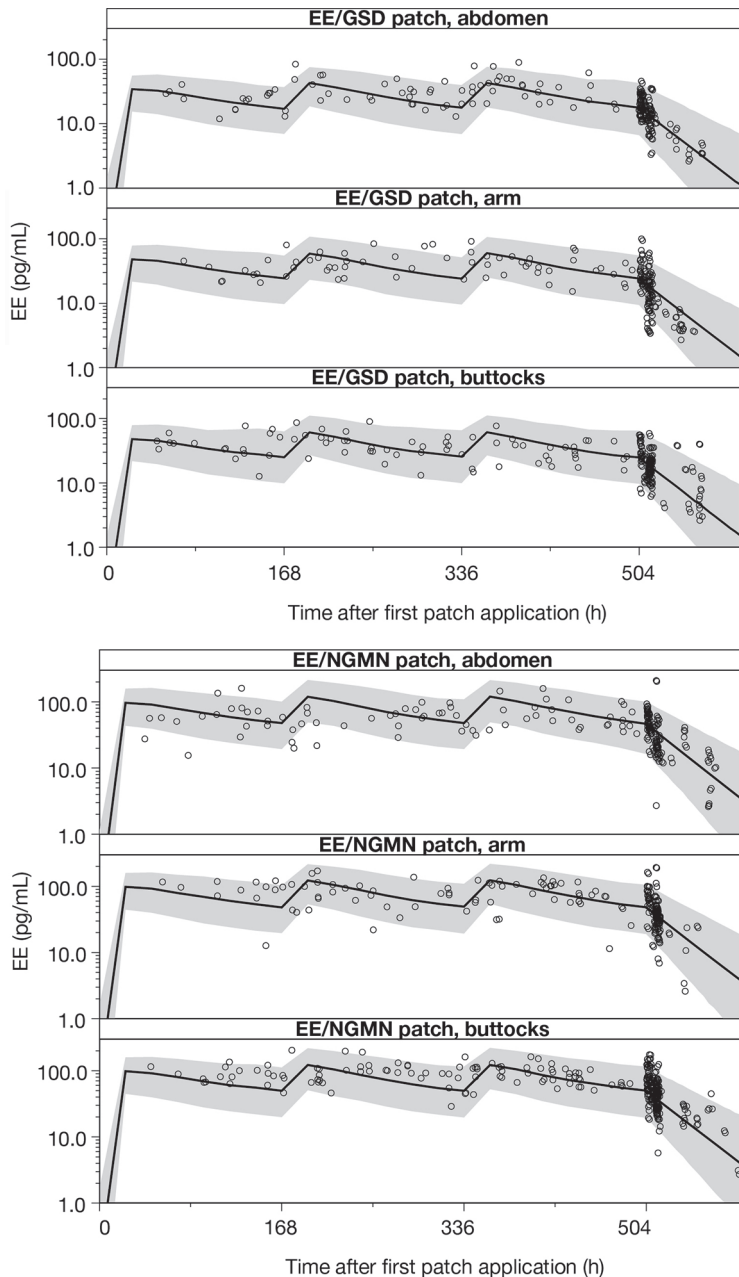 EE/GSD patch, abdomen
100.0
10.0
1.0
EE/GSD patch, arm
100.0
10.0
1.0
EE (pg/mL)
EE/GSD patch, buttocks
100.0
10.0
1.0
0 168 336 504
Time after first patch application (h)
EE/NGMN patch, abdomen
100.0
10.0
1.0
EE/NGMN patch, arm
100.0
10.0
1.0
EE (pg/mL)
EE/NGMN patch, buttocks
100.0
10.0
1.0
0 168 336 504
Time after first patch application (h)